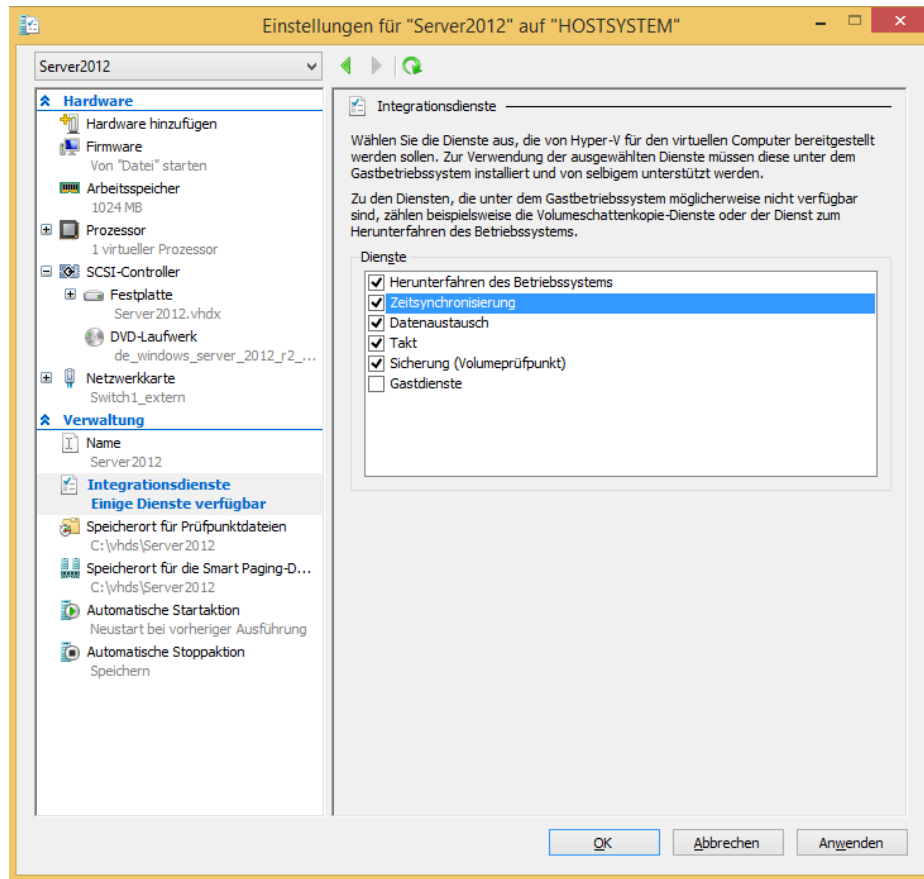 Einstellungen für "Server2012" auf "HOSTSYSTEM"
Server2012
Hardware
Hardware hinzufügen
Firmware
Von "Datei" starten
Arbeitsspeicher
1024 MB
Prozessor
1 virtueller Prozessor
SCSI-Controller
Festplatte
Server2012.vhdx
DVD-Laufwerk
de_windows_server_2012_r2_...
Netzwerkkarte
Switch1_extern
Verwaltung
Name
Server2012
Integrationsdienste
Einige Dienste verfügbar
Speicherort für Prüfpunktdateien
C:\vhds\Server2012
Speicherort für die Smart Paging-D...
C:\vhds\Server2012
Automatische Startaktion
Neustart bei vorheriger Ausführung
Automatische Stoppaktion
Speichern
Integrationsdienste
Wählen Sie die Dienste aus, die von Hyper-V für den virtuellen Computer bereitgestellt
werden sollen. Zur Verwendung der ausgewählten Dienste müssen diese unter dem
Gastbetriebssystem installiert und von selbigem unterstützt werden.
Zu den Diensten, die unter dem Gastbetriebssystem möglicherweise nicht verfügbar
sind, zählen beispielsweise die Volumeschattenkopie-Dienste oder der Dienst zum
Herunterfahren des Betriebssystems.
Dienste
Herunterfahren des Betriebssystems
Zeitsynchronisierung
Datenaustausch
Takt
Sicherung (Volumeprüfpunkt)
Gastdienste
OK
Abbrechen
Anwenden